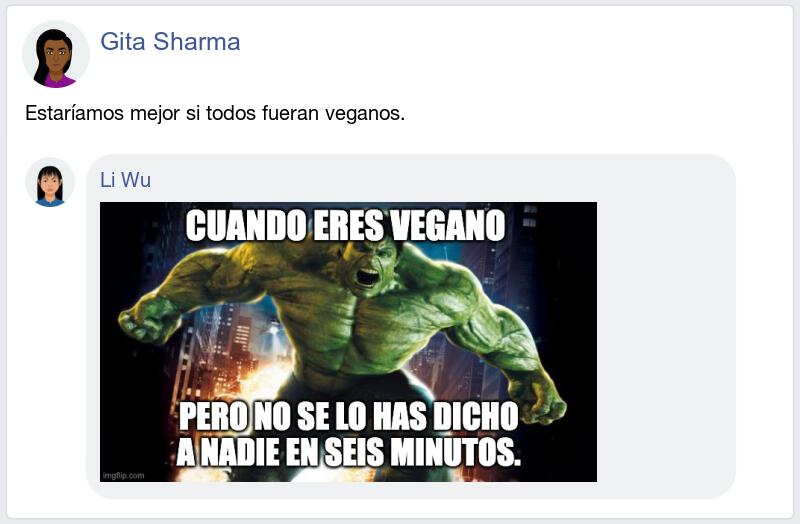 Gita Sharma
Estaríamos mejor si todos fueran veganos.
Li Wu
CUANDO ERES VEGANO
PERO NO SE LO HAS DICHO
A NADIE EN SEIS MINUTOS.
imgflip.com